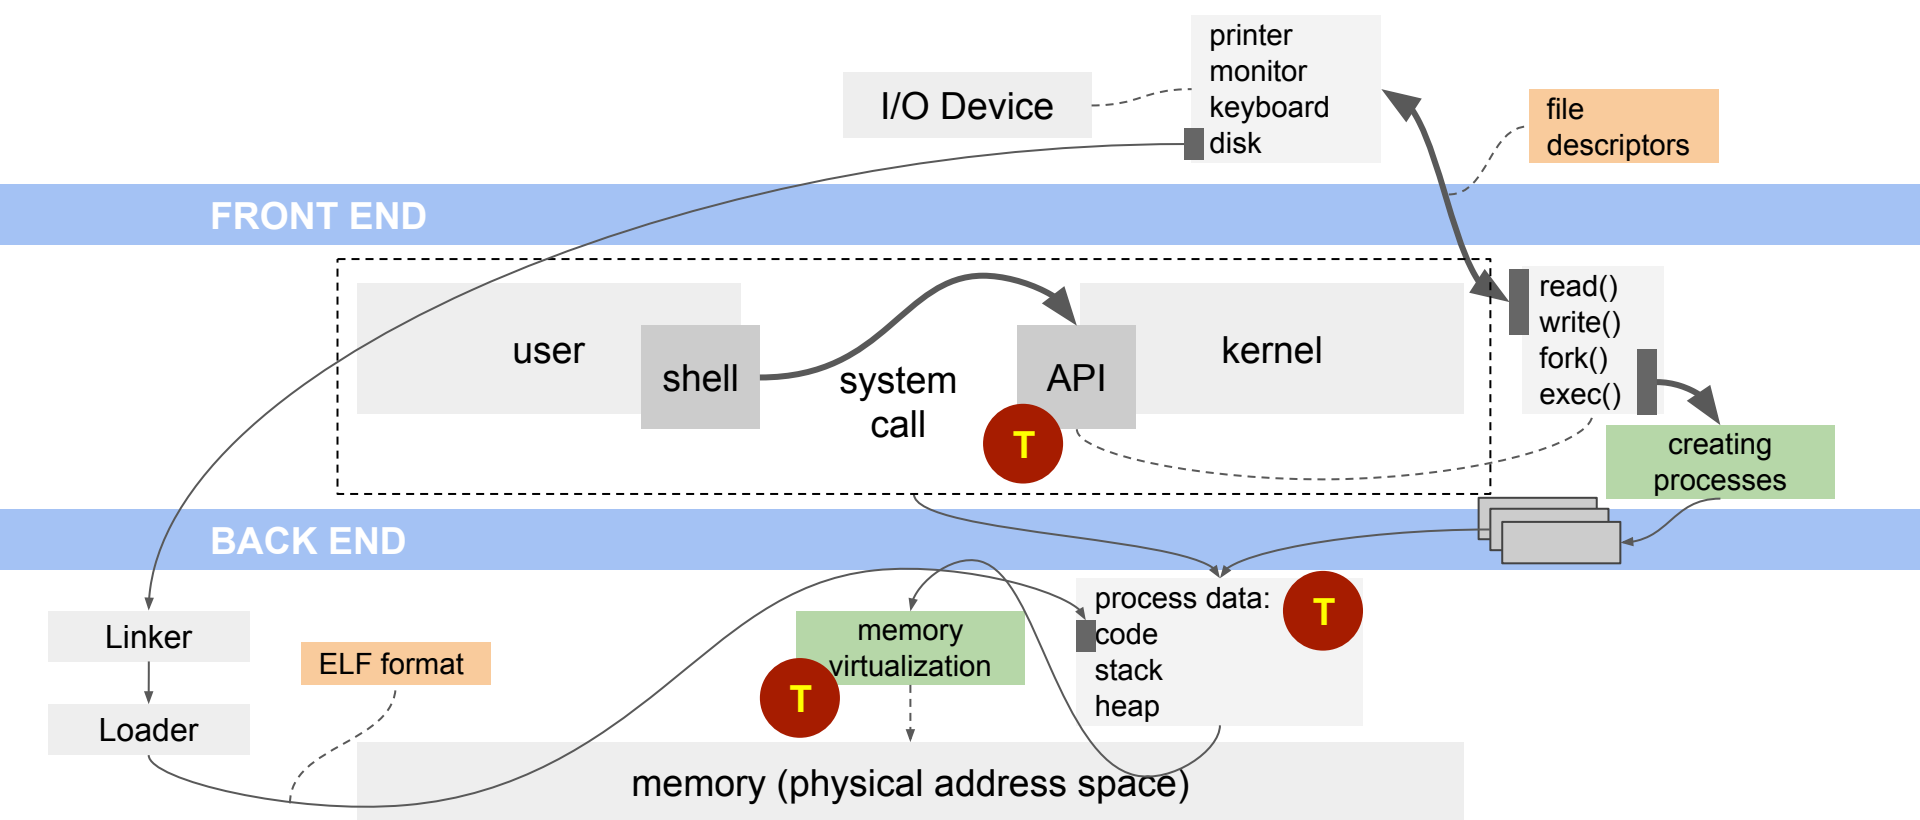 printer
monitor
keyboard
disk
I/O Device
file
descriptors
FRONT END
user
shell
system
call
API
T
kernel
read()
write()
fork()
exec()
creating
processes
BACK END
Linker
Loader
ELF format
memory
virtualization
T
process data:
code
stack
heap
T
memory (physical address space)